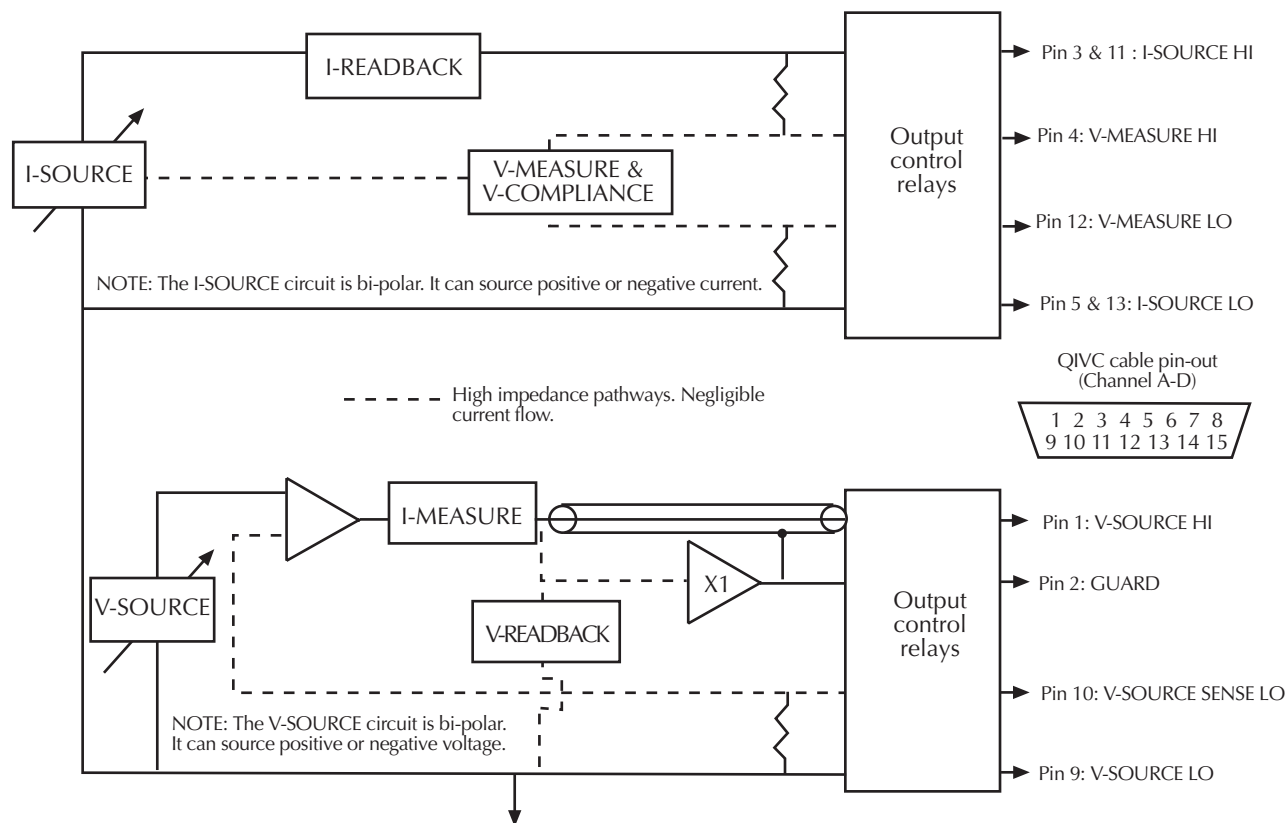 I-READBACK
Pin 3 & 11 : I-SOURCE HI
I-SOURCE
V-MEASURE &
V-COMPLIANCE
Output
control
relays
Pin 4: V-MEASURE HI
Pin 12: V-MEASURE LO
NOTE: The I-SOURCE circuit is bi-polar. It can source positive or negative current.
Pin 5 & 13: I-SOURCE LO
QIVC cable pin-out
(Channel A-D)
1 2 3 4 5 6 7 8
9 10 11 12 13 14 15
High impedance pathways. Negligible
current flow.
I-MEASURE
Pin 1: V-SOURCE HI
V-SOURCE
X1
Pin 2: GUARD
V-READBACK
Output
control
relays
Pin 10: V-SOURCE SENSE LO
NOTE: The V-SOURCE circuit is bi-polar.
It can source positive or negative voltage.
Pin 9: V-SOURCE LO